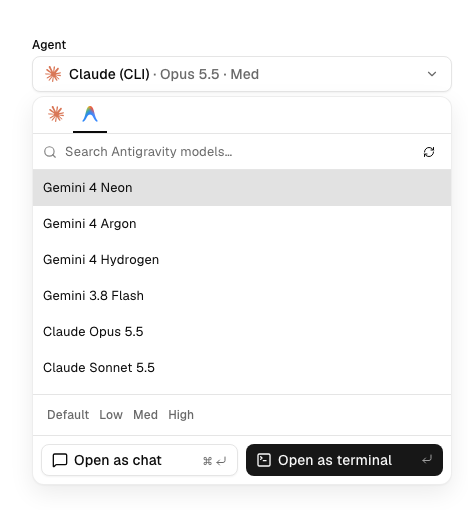 Agent
Claude (CLI) · Opus 5.5 · Med
Search Antigravity models...
Gemini 4 Neon
Gemini 4 Argon
Gemini 4 Hydrogen
Gemini 3.8 Flash
Claude Opus 5.5
Claude Sonnet 5.5
Default Low Med High
Open as chat ⌘ ↵ Open as terminal ↵